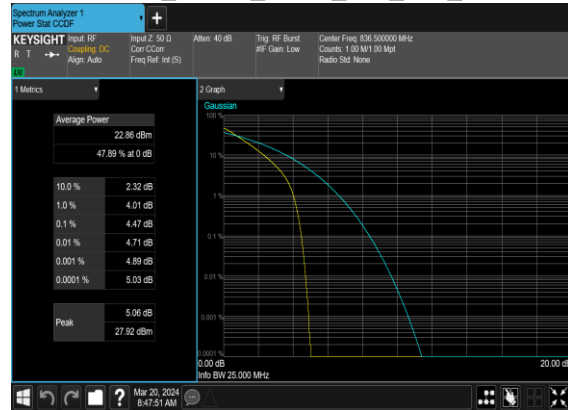 Spectrum Analyzer 1
Power Stat CCDF
KEYSIGHT
R T
LXI
Input: RF
Coupling: DC
Align: Auto
Input Z: 50 Ω
Corr CCorr
Freq Ref: Int (S)
Atten: 40 dB
Trig: RF Burst
#IF Gain: Low
Center Freq: 836.500000 MHz
Counts: 1.00 M/1.00 Mpt
Radio Std: None
1 Metrics
Average Power
22.86 dBm
47.89 % at 0 dB
10.0 % 2.32 dB
1.0 % 4.01 dB
0.1 % 4.47 dB
0.01 % 4.71 dB
0.001 % 4.89 dB
0.0001 % 5.03 dB
Peak
5.06 dB
27.92 dBm
2 Graph
Gaussian
100 %
10 %
1 %
0.1 %
0.01 %
0.001 %
0.0001 %
0.00 dB
20.00 dB
Info BW 25.000 MHz
?
Mar 20, 2024
8:47:51 AM